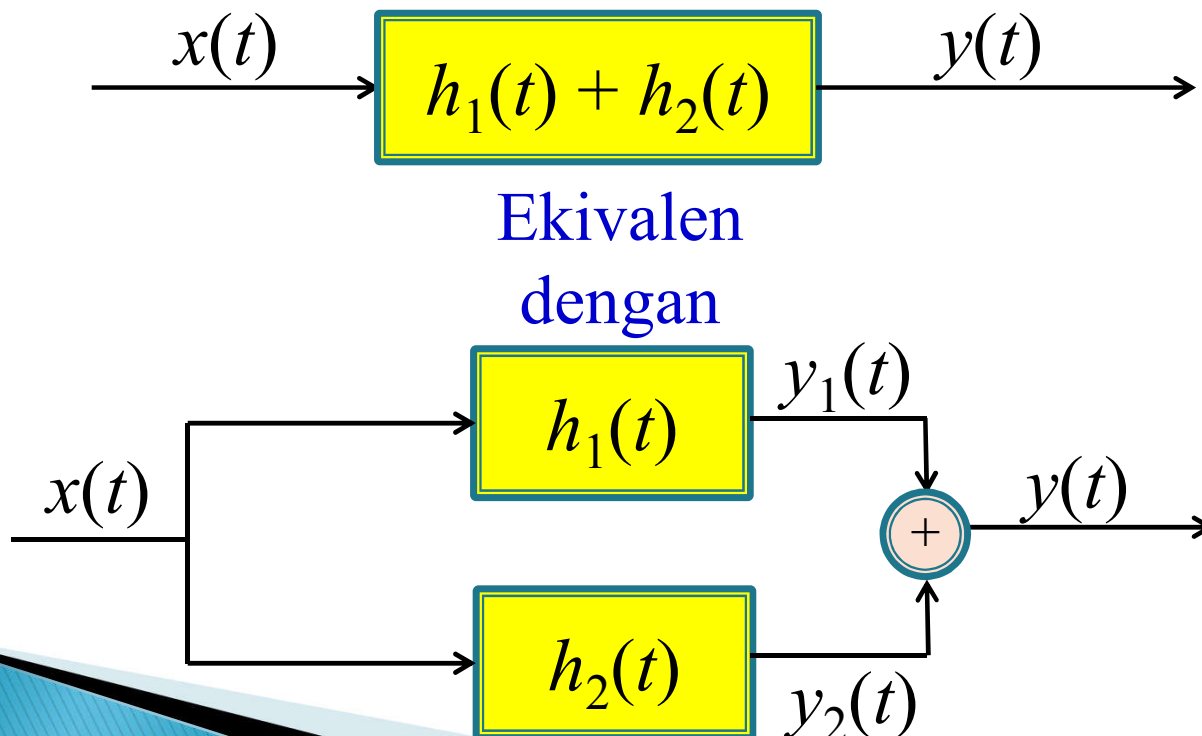 x(t) y(t)
h₁(t) + h₂(t)
Ekivalen
dengan
y₁(t)
h₁(t)
x(t) y(t)
+
h₂(t)
y₂(t)